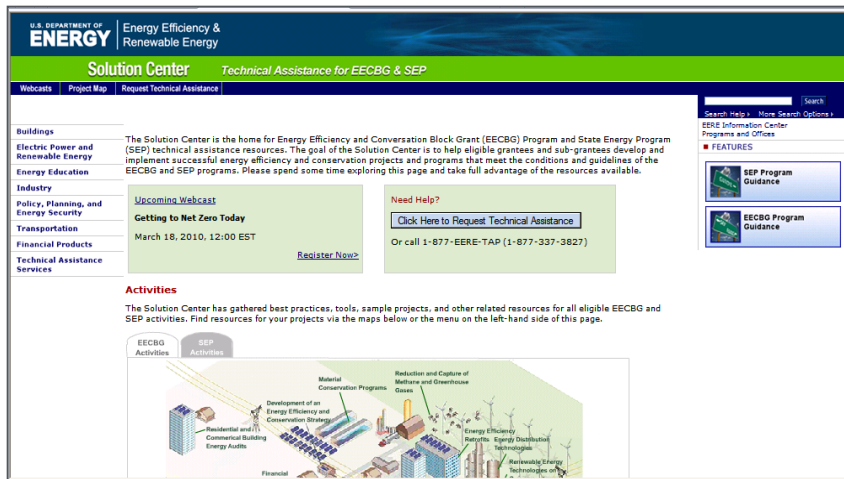 U.S. DEPARTMENT OF
ENERGY
Energy Efficiency &
Renewable Energy
Solution Center
Technical Assistance for EECBG & SEP
Webcasts
Project Map
Request Technical Assistance
Search
Search Help
More Search Options
EERE Information Center
Programs and Offices
FEATURES
SEP Program
Guidance
EECBG Program
Guidance
Buildings
Electric Power and
Renewable Energy
Energy Education
Industry
Policy, Planning, and
Energy Security
Transportation
Financial Products
Technical Assistance
Services
The Solution Center is the home for Energy Efficiency and Conversation Block Grant (EECBG) Program and State Energy Program
(SEP) technical assistance resources. The goal of the Solution Center is to help eligible grantees and sub-grantees develop and
implement successful energy efficiency and conservation projects and programs that meet the conditions and guidelines of the
EECBG and SEP programs. Please spend some time exploring this page and take full advantage of the resources available.
Upcoming Webcast
Getting to Net Zero Today
March 18, 2010, 12:00 EST
Register Now>
Need Help?
Click Here to Request Technical Assistance
Or call 1-877-EERE-TAP (1-877-337-3827)
Activities
The Solution Center has gathered best practices, tools, sample projects, and other related resources for all eligible EECBG and
SEP activities. Find resources for your projects via the maps below or the menu on the left-hand side of this page.
EECBG
Activities
SEP
Activities
Material
Conservation Programs
Reduction and Capture of
Methane and Greenhouse
Gases
Development of an
Energy Efficiency and
Conservation Strategy
Residential and
Commerical Building
Energy Audits
Energy Efficiency
Retrofits
Energy Distribution
Technologies
Renewable Energy
Technologies on
Financial